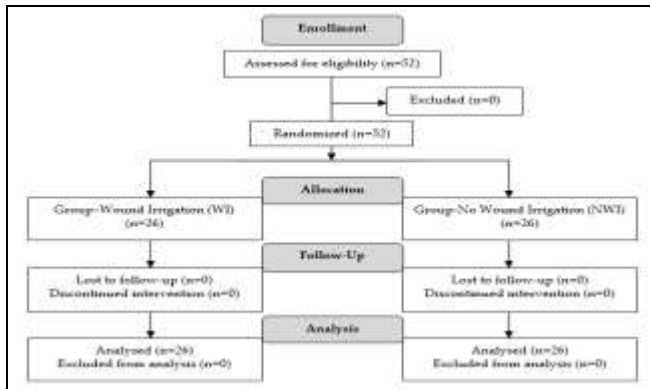 Enrollment
Assessed fee eligibility (n=52)
Excluded (n=0)
Randomized (n=52)
Allocation
Group-Wound Irrigation (WI)
(n=26)
Group-No Wound Irrigation (NWI)
(n=26)
Follow-Up
Lost to follow-up (n=0)
Discontinued intervention (n=0)
Lost to follow-up (n=0)
Discontinued intervention (n=0)
Analysis
Analysed (n=26)
Excluded from analysis (n=0)
Analysed (n=26)
Excluded from analysis (n=0)